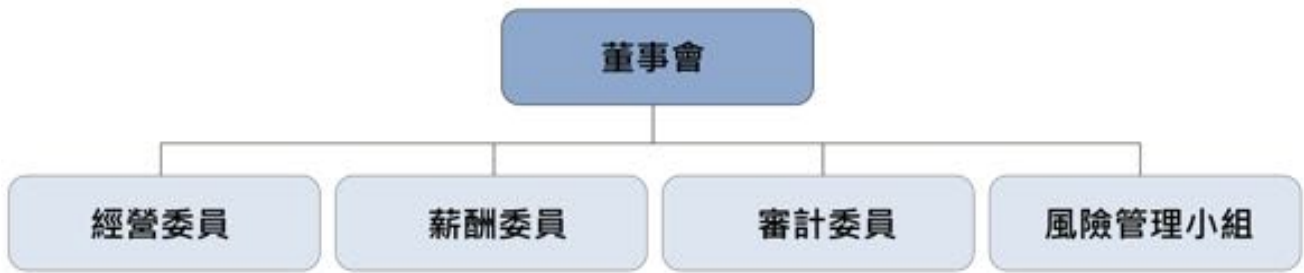 董事會
經營委員
薪酬委員
審計委員
風險管理小組